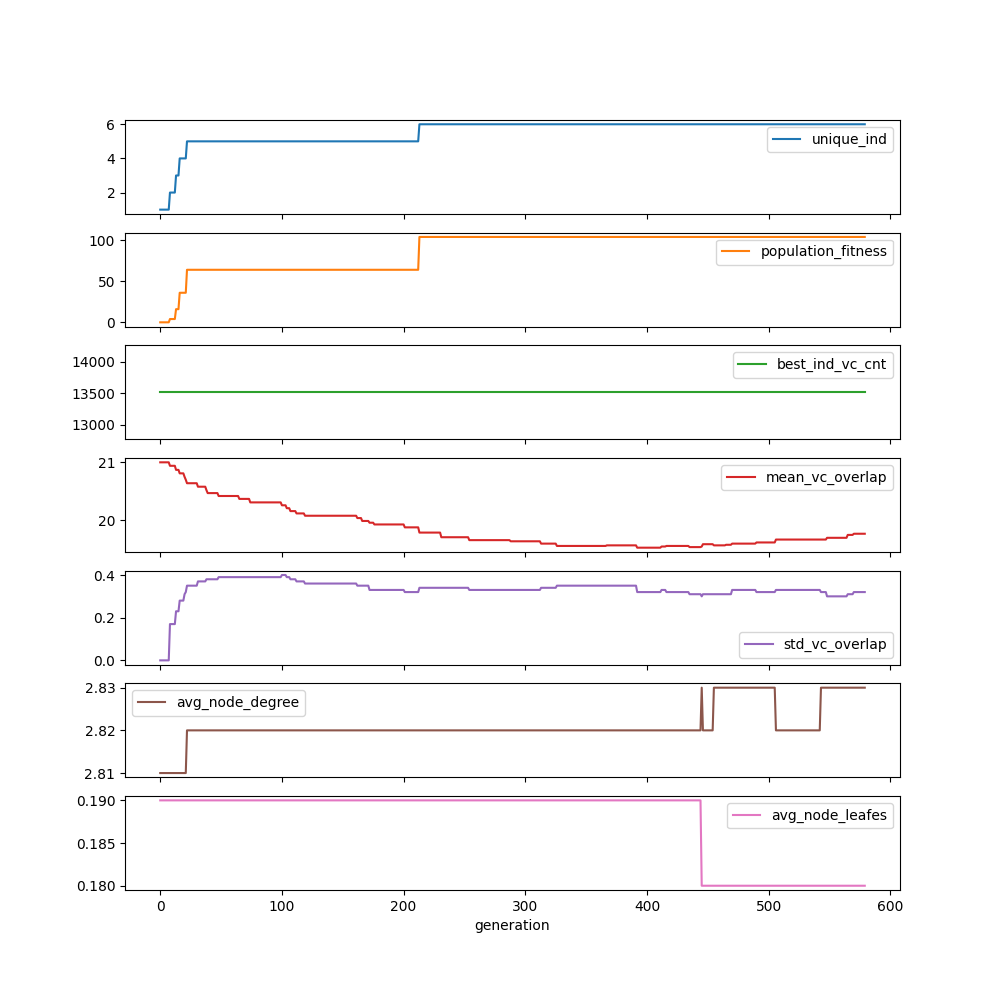 6
4
2
unique_ind
100
50
0
population_fitness
14000
13500
13000
best_ind_vc_cnt
21
20
mean_vc_overlap
0.4
0.2
0.0
std_vc_overlap
2.83
2.82
2.81
avg_node_degree
0.190
0.185
0.180
avg_node_leafes
0 100 200 300 400 500 600
generation